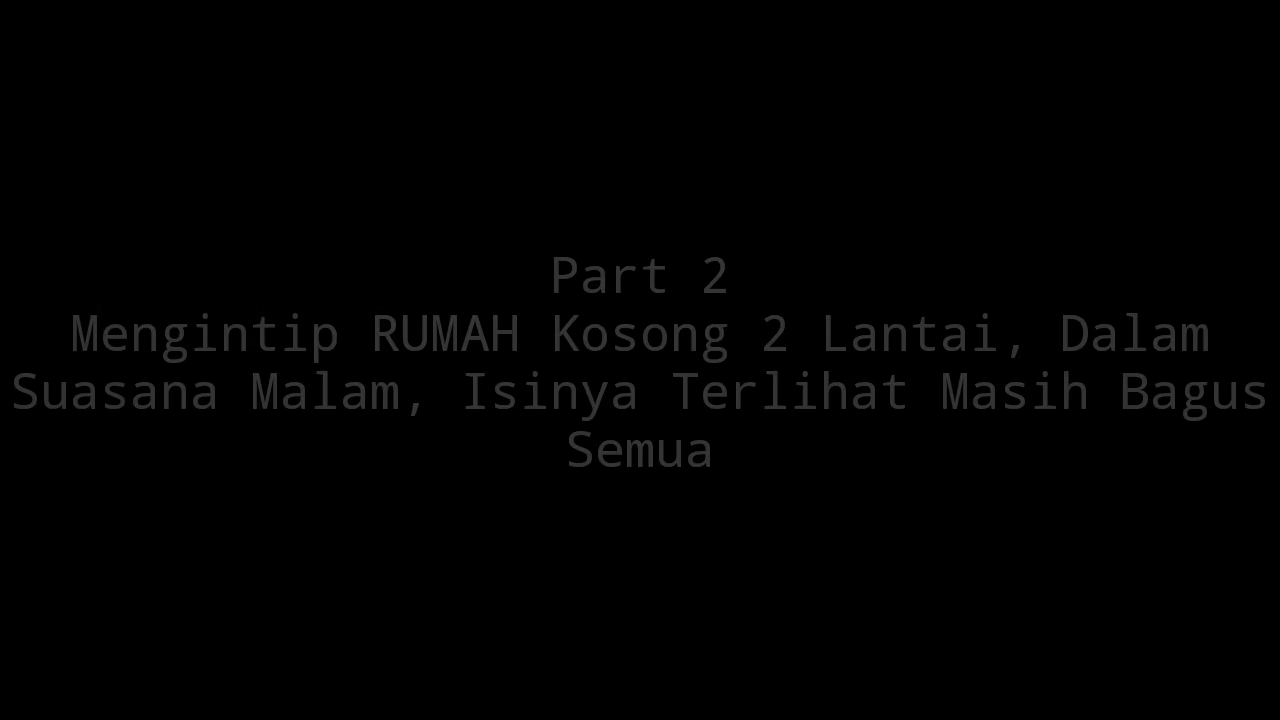 Part 2
Mengintip RUMAH Kosong 2 Lantai, Dalam
Suasana Malam, Isinya Terlihat Masih Bagus
Semua